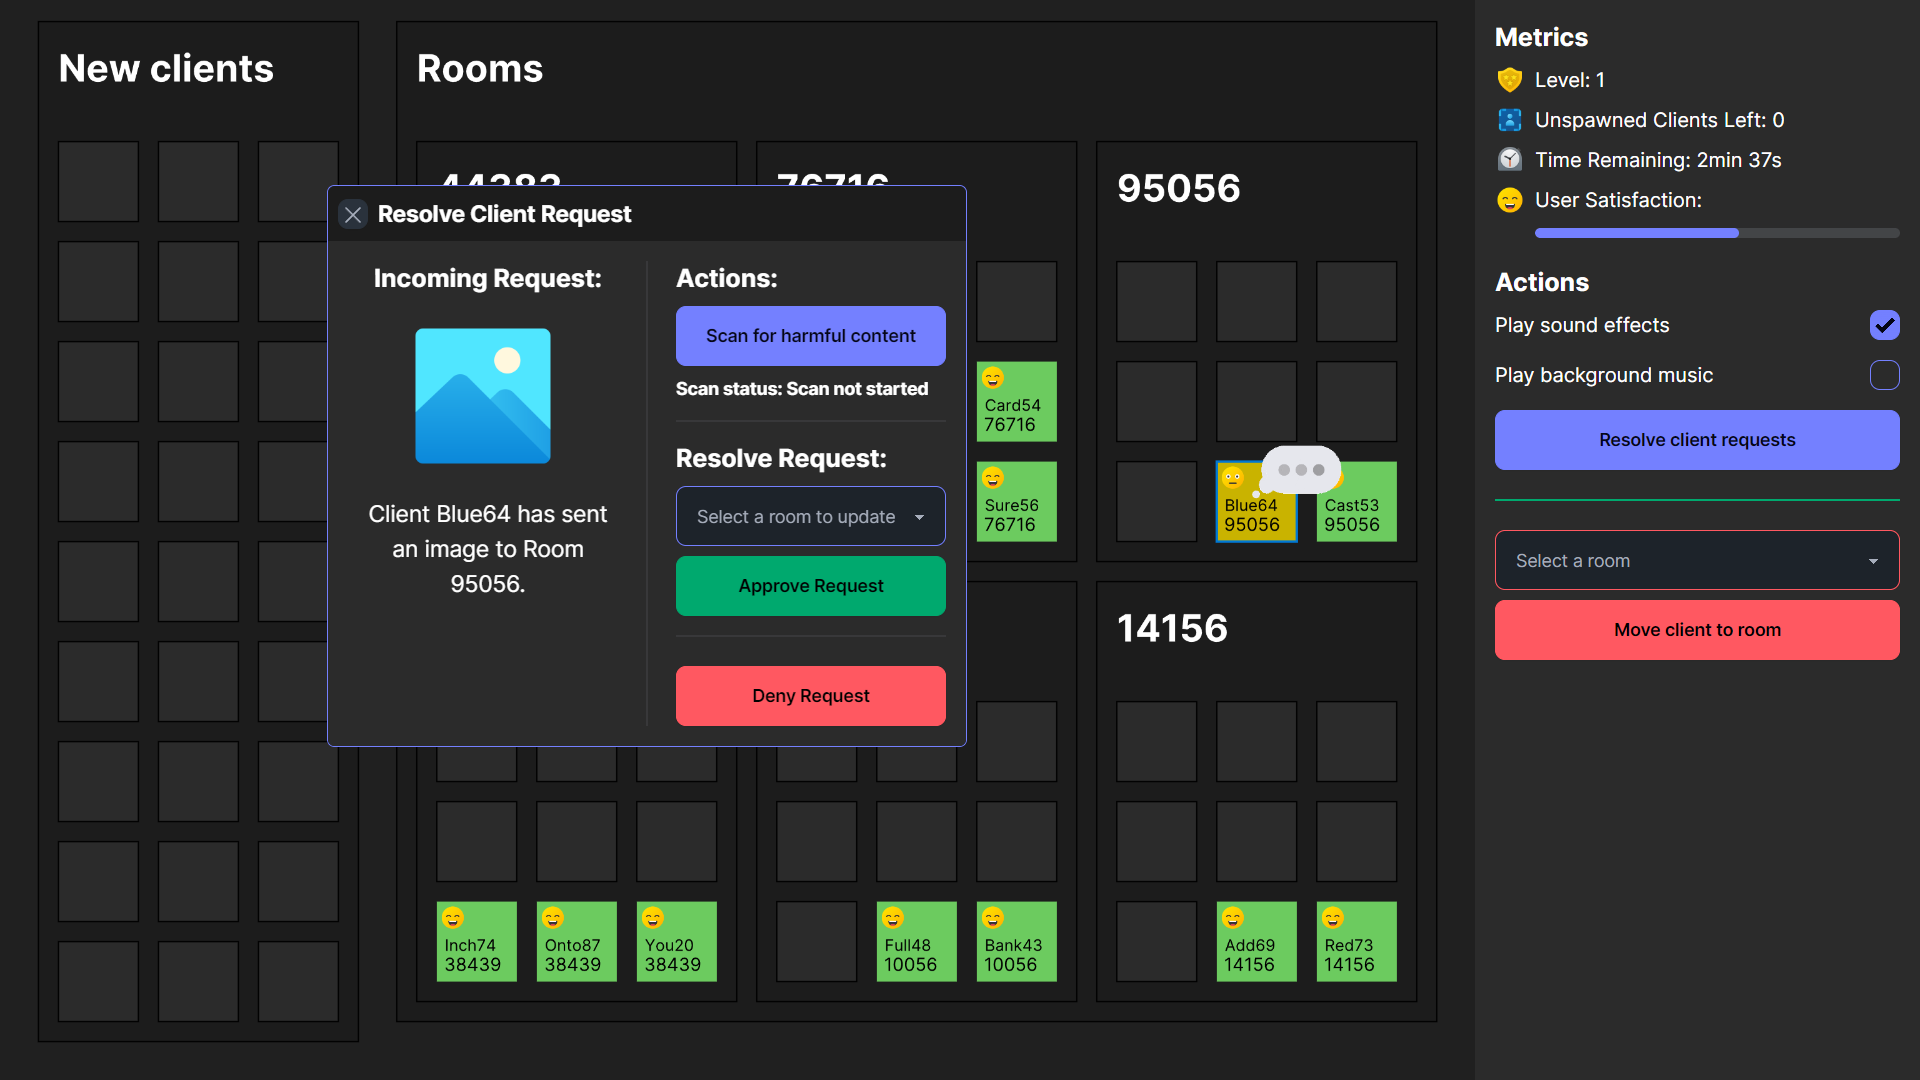 New clients
Rooms
44383
76716
95056
Card54
76716
Sure56
76716
Blue64
95056
Cast53
95056
14156
Inch74
38439
Onto87
38439
You20
38439
Full48
10056
Bank43
10056
Add69
14156
Red73
14156
Resolve Client Request
Incoming Request:
Client Blue64 has sent
an image to Room
95056.
Actions:
Scan for harmful content
Scan status: Scan not started
Resolve Request:
Select a room to update
Approve Request
Deny Request
Metrics
Level: 1
Unspawned Clients Left: 0
Time Remaining: 2min 37s
User Satisfaction:
Actions
Play sound effects
Play background music
Resolve client requests
Select a room
Move client to room